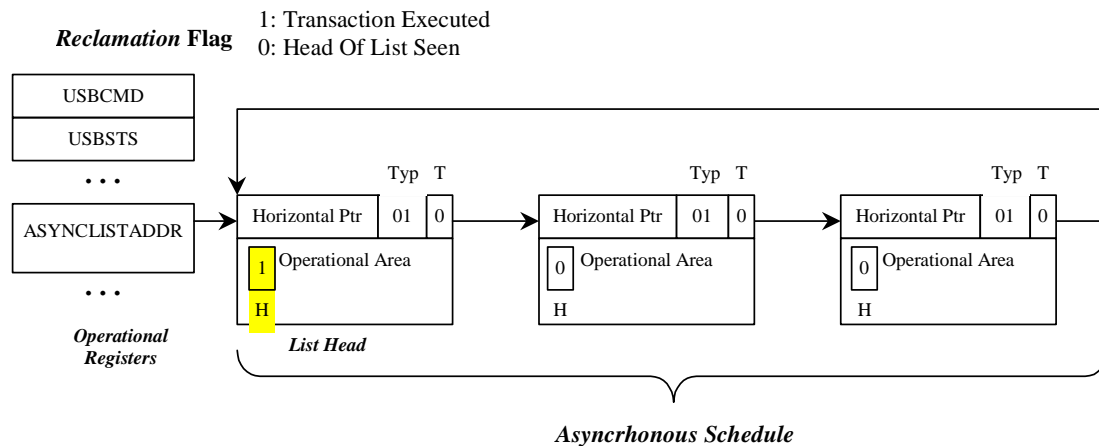 Reclamation Flag
1: Transaction Executed
0: Head Of List Seen
USBCMD
USBSTS
• • •
ASYNCLISTADDR
• • •
Operational
Registers
Typ T
Horizontal Ptr 01 0
1 Operational Area
H
List Head
Typ T
Horizontal Ptr 01 0
0 Operational Area
H
Typ T
Horizontal Ptr 01 0
0 Operational Area
H
Asyncrhonous Schedule